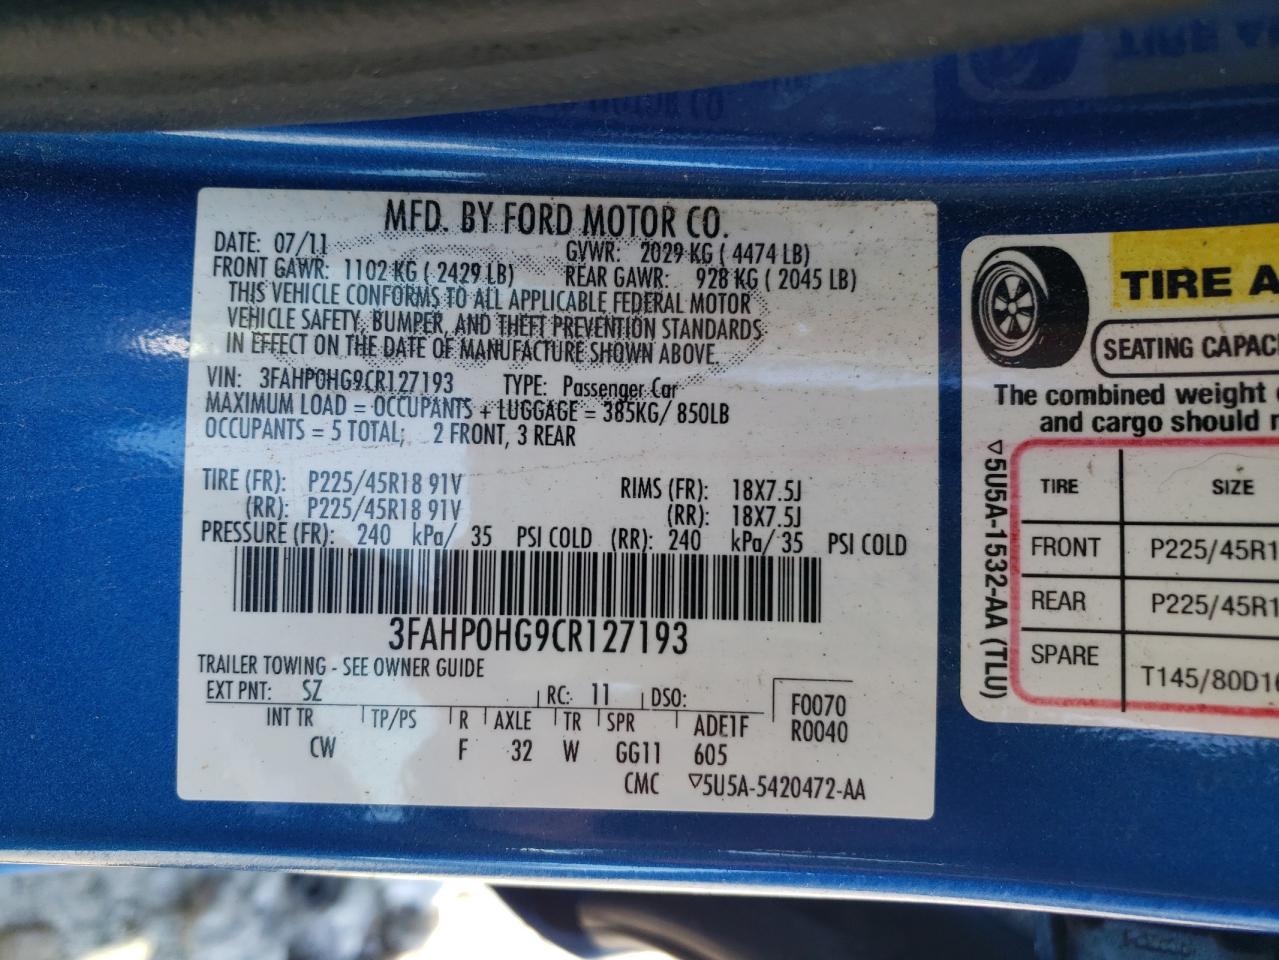 MFD. BY FORD MOTOR CO.
DATE: 07/11 GVWR: 2029 KG ( 4474 LB)
FRONT GAWR: 1102 KG ( 2429 LB) REAR GAWR: 928 KG ( 2045 LB)
THIS VEHICLE CONFORMS TO ALL APPLICABLE FEDERAL MOTOR
VEHICLE SAFETY, BUMPER, AND THEFT PREVENTION STANDARDS
IN EFFECT ON THE DATE OF MANUFACTURE SHOWN ABOVE.
VIN: 3FAHP0HG9CR127193 TYPE: Passenger Car
MAXIMUM LOAD = OCCUPANTS + LUGGAGE = 385KG/ 850LB
OCCUPANTS = 5 TOTAL; 2 FRONT, 3 REAR
TIRE (FR): P225/45R18 91V RIMS (FR): 18X7.5J
(RR): P225/45R18 91V (RR): 18X7.5J
PRESSURE (FR): 240 kPa/ 35 PSI COLD (RR): 240 kPa/ 35 PSI COLD
3FAHP0HG9CR127193
TRAILER TOWING - SEE OWNER GUIDE
EXT PNT: SZ RC: 11 DSO: F0070
INT TR TP/PS R AXLE TR SPR ADE1F R0040
CW F 32 W GG11 605
CMC ▽5U5A-5420472-AA
TIRE A
SEATING CAPAC
The combined weight
and cargo should
▽5U5A-1532-AA (TLU)
TIRE SIZE
FRONT P225/45R1
REAR P225/45R1
SPARE T145/80D16